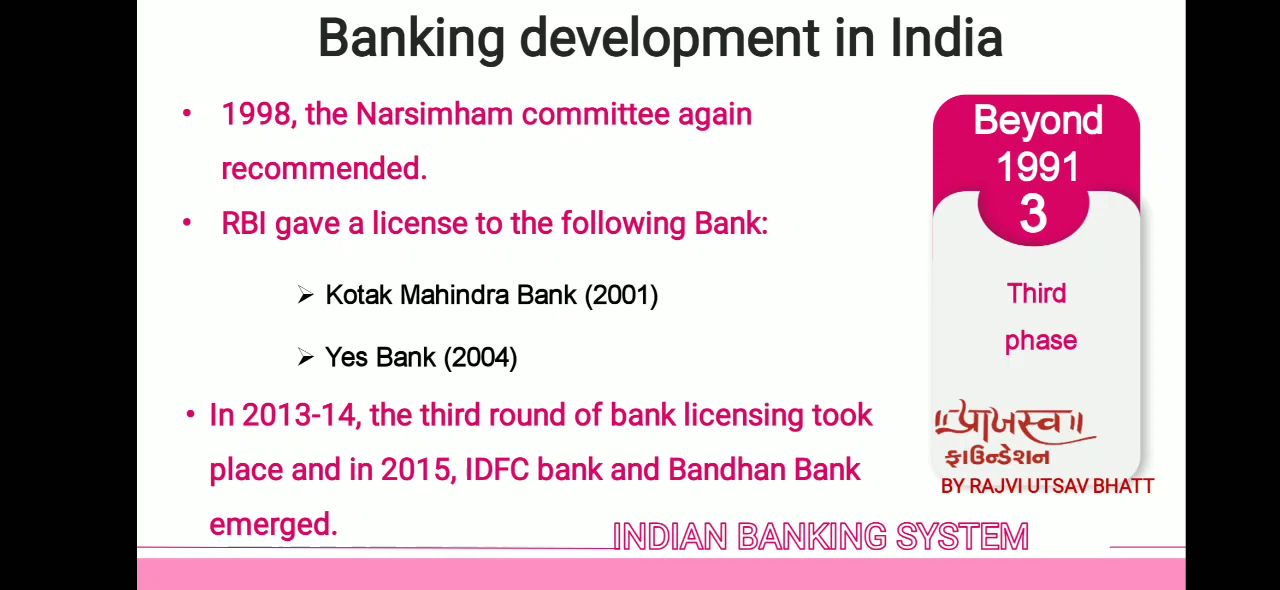 Banking development in India
• 1998, the Narsimham committee again
recommended.
• RBI gave a license to the following Bank:
➢ Kotak Mahindra Bank (2001)
➢ Yes Bank (2004)
• In 2013-14, the third round of bank licensing took
place and in 2015, IDFC bank and Bandhan Bank
emerged.
Beyond
1991
3
Third
phase
ફાઉન્ડેશન
BY RAJVI UTSAV BHATT
INDIAN BANKING SYSTEM